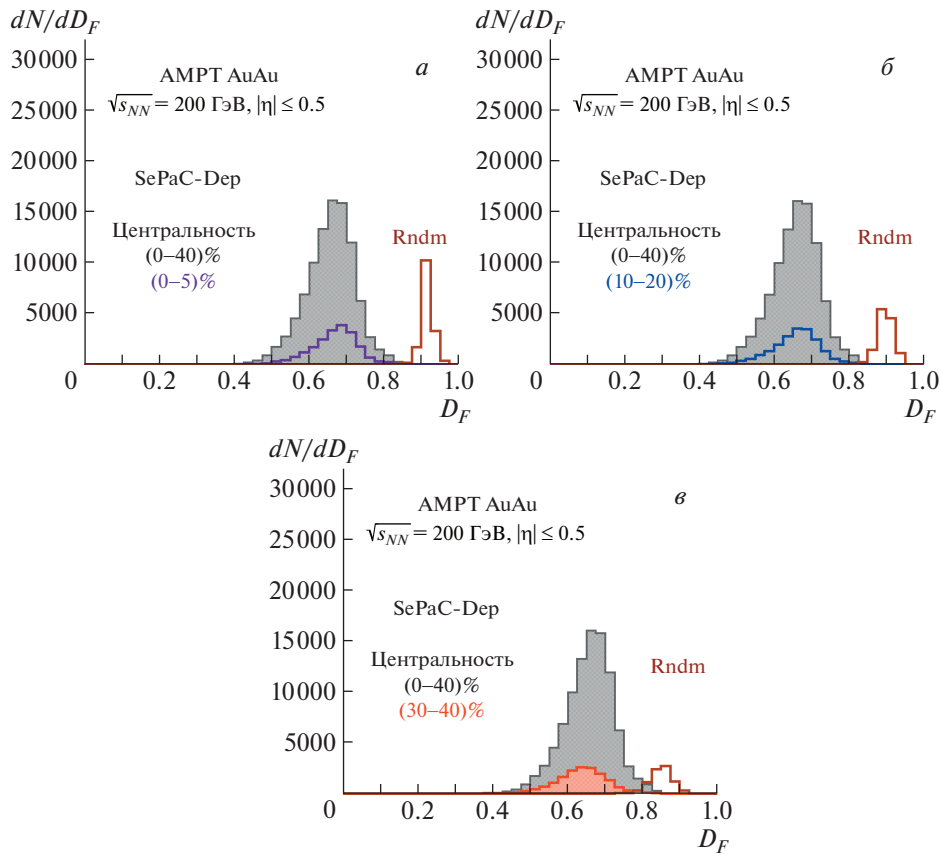 dN/dD_F
30000
25000
20000
15000
10000
5000
0
0.2
0.4
0.6
0.8
1.0
D_F
AMPT AuAu
√s_NN = 200 ГэВ, |η| ≤ 0.5
SePaC-Dep
Центральность
(0–40)%
(0–5)%
Rndm
а
dN/dD_F
30000
25000
20000
15000
10000
5000
0
0.2
0.4
0.6
0.8
1.0
D_F
AMPT AuAu
√s_NN = 200 ГэВ, |η| ≤ 0.5
SePaC-Dep
Центральность
(0–40)%
(10–20)%
Rndm
б
dN/dD_F
30000
25000
20000
15000
10000
5000
0
0.2
0.4
0.6
0.8
1.0
D_F
AMPT AuAu
√s_NN = 200 ГэВ, |η| ≤ 0.5
SePaC-Dep
Центральность
(0–40)%
(30–40)%
Rndm
в